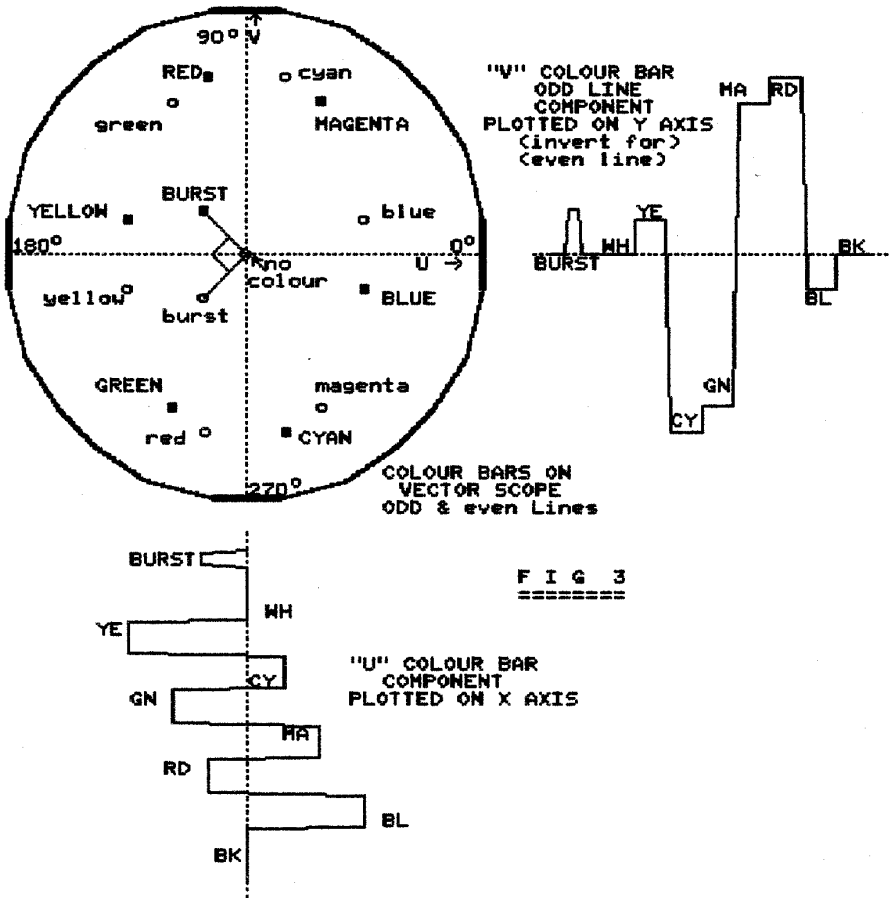 90° V
RED
cyan
green
MAGENTA
BURST
YELLOW
blue
180°
0°
U →
no
colour
yellow
burst
BLUE
GREEN
magenta
red
CYAN
270°
COLOUR BARS ON
VECTOR SCOPE
ODD & even Lines
"V" COLOUR BAR
ODD LINE
COMPONENT
PLOTTED ON Y AXIS
(invert for)
(even line)
MA
RD
YE
BURST
WH
BK
BL
GN
CY
F I G 3
========
BURST
WH
YE
CY
GN
MA
RD
BL
BK
"U" COLOUR BAR
COMPONENT
PLOTTED ON X AXIS